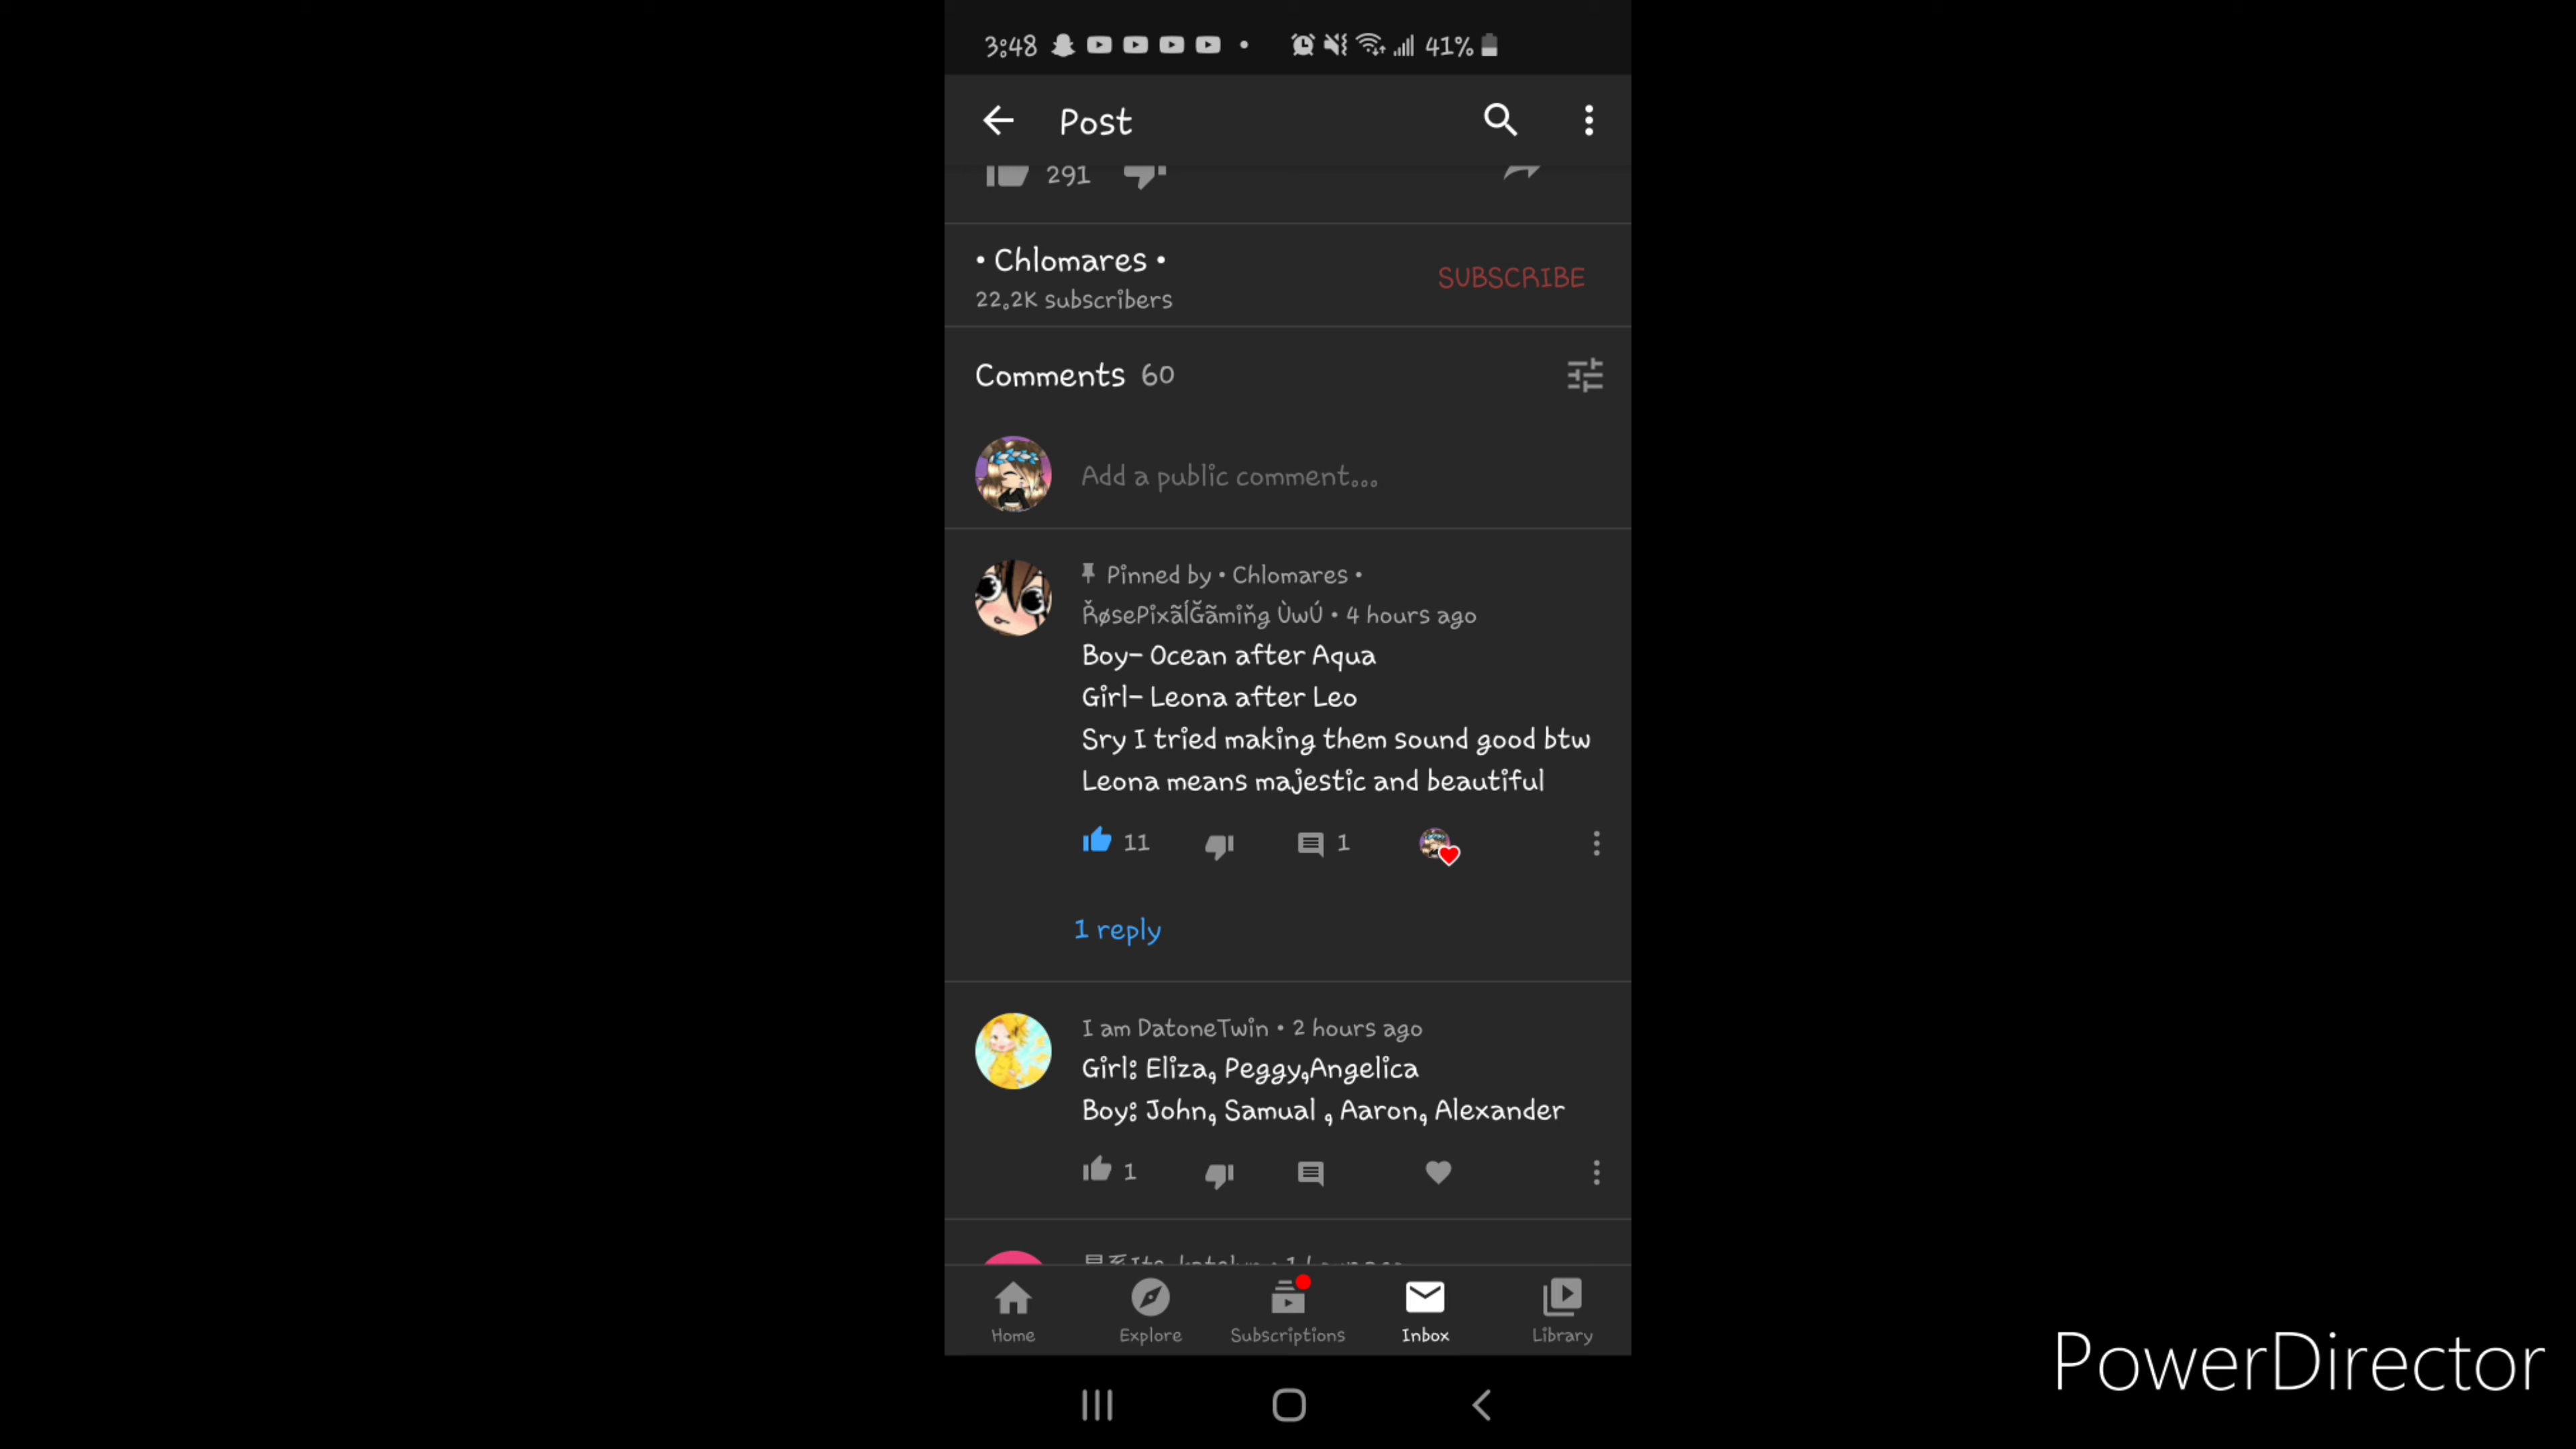 3:48 41%
Post
291
• Chlomares •
22,2K subscribers
SUBSCRIBE
Comments 60
Add a public comment...
Pinned by • Chlomares •
ŘøsePixãlĞãmiňg ÙwÚ • 4 hours ago
Boy- Ocean after Aqua
Girl- Leona after Leo
Sry I tried making them sound good btw
Leona means majestic and beautiful
11 1
1 reply
I am DatoneTwin • 2 hours ago
Girl: Eliza, Peggy,Angelica
Boy: John, Samual , Aaron, Alexander
1
1 hour ago
Home Explore Subscriptions Inbox Library
PowerDirector